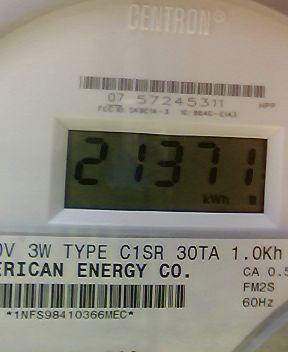 CENTRON®
07 57245311 HPP
21371
kWh
0V 3W TYPE C1SR 30TA 1.0Kh
ERICAN ENERGY CO.
CA 0.5
FM2S
60Hz
*1NFS98410366MEC*